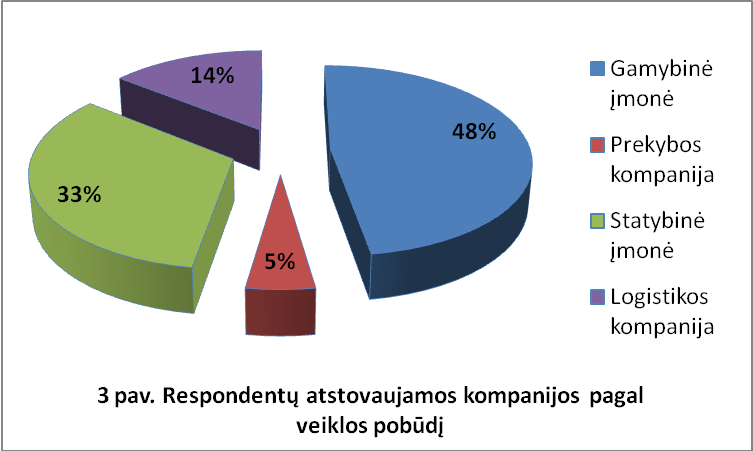 14%
48%
33%
5%
Gamybinė
įmonė
Prekybos
kompanija
Statybinė
įmonė
Logistikos
kompanija
3 pav. Respondentų atstovaujamos kompanijos pagal
veiklos pobūdį